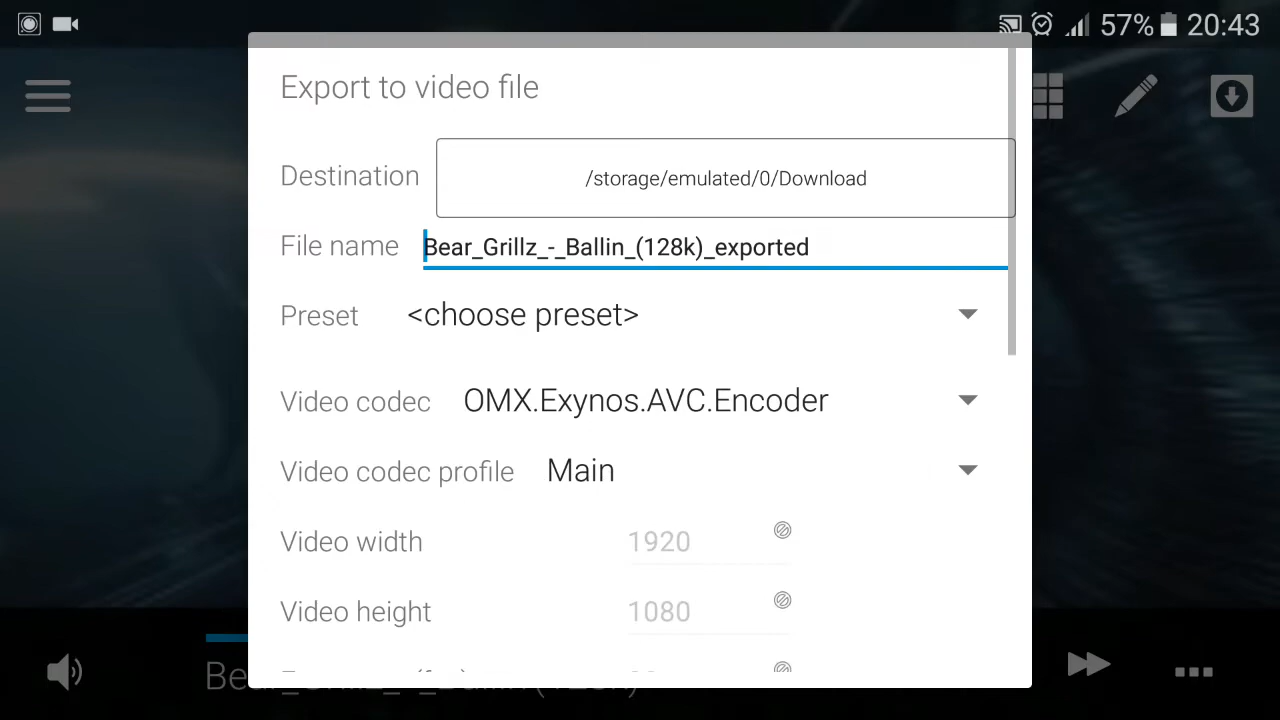 57% 20:43
Export to video file
Destination /storage/emulated/0/Download
File name Bear_Grillz_-_Ballin_(128k)_exported
Preset <choose preset>
Video codec OMX.Exynos.AVC.Encoder
Video codec profile Main
Video width 1920
Video height 1080